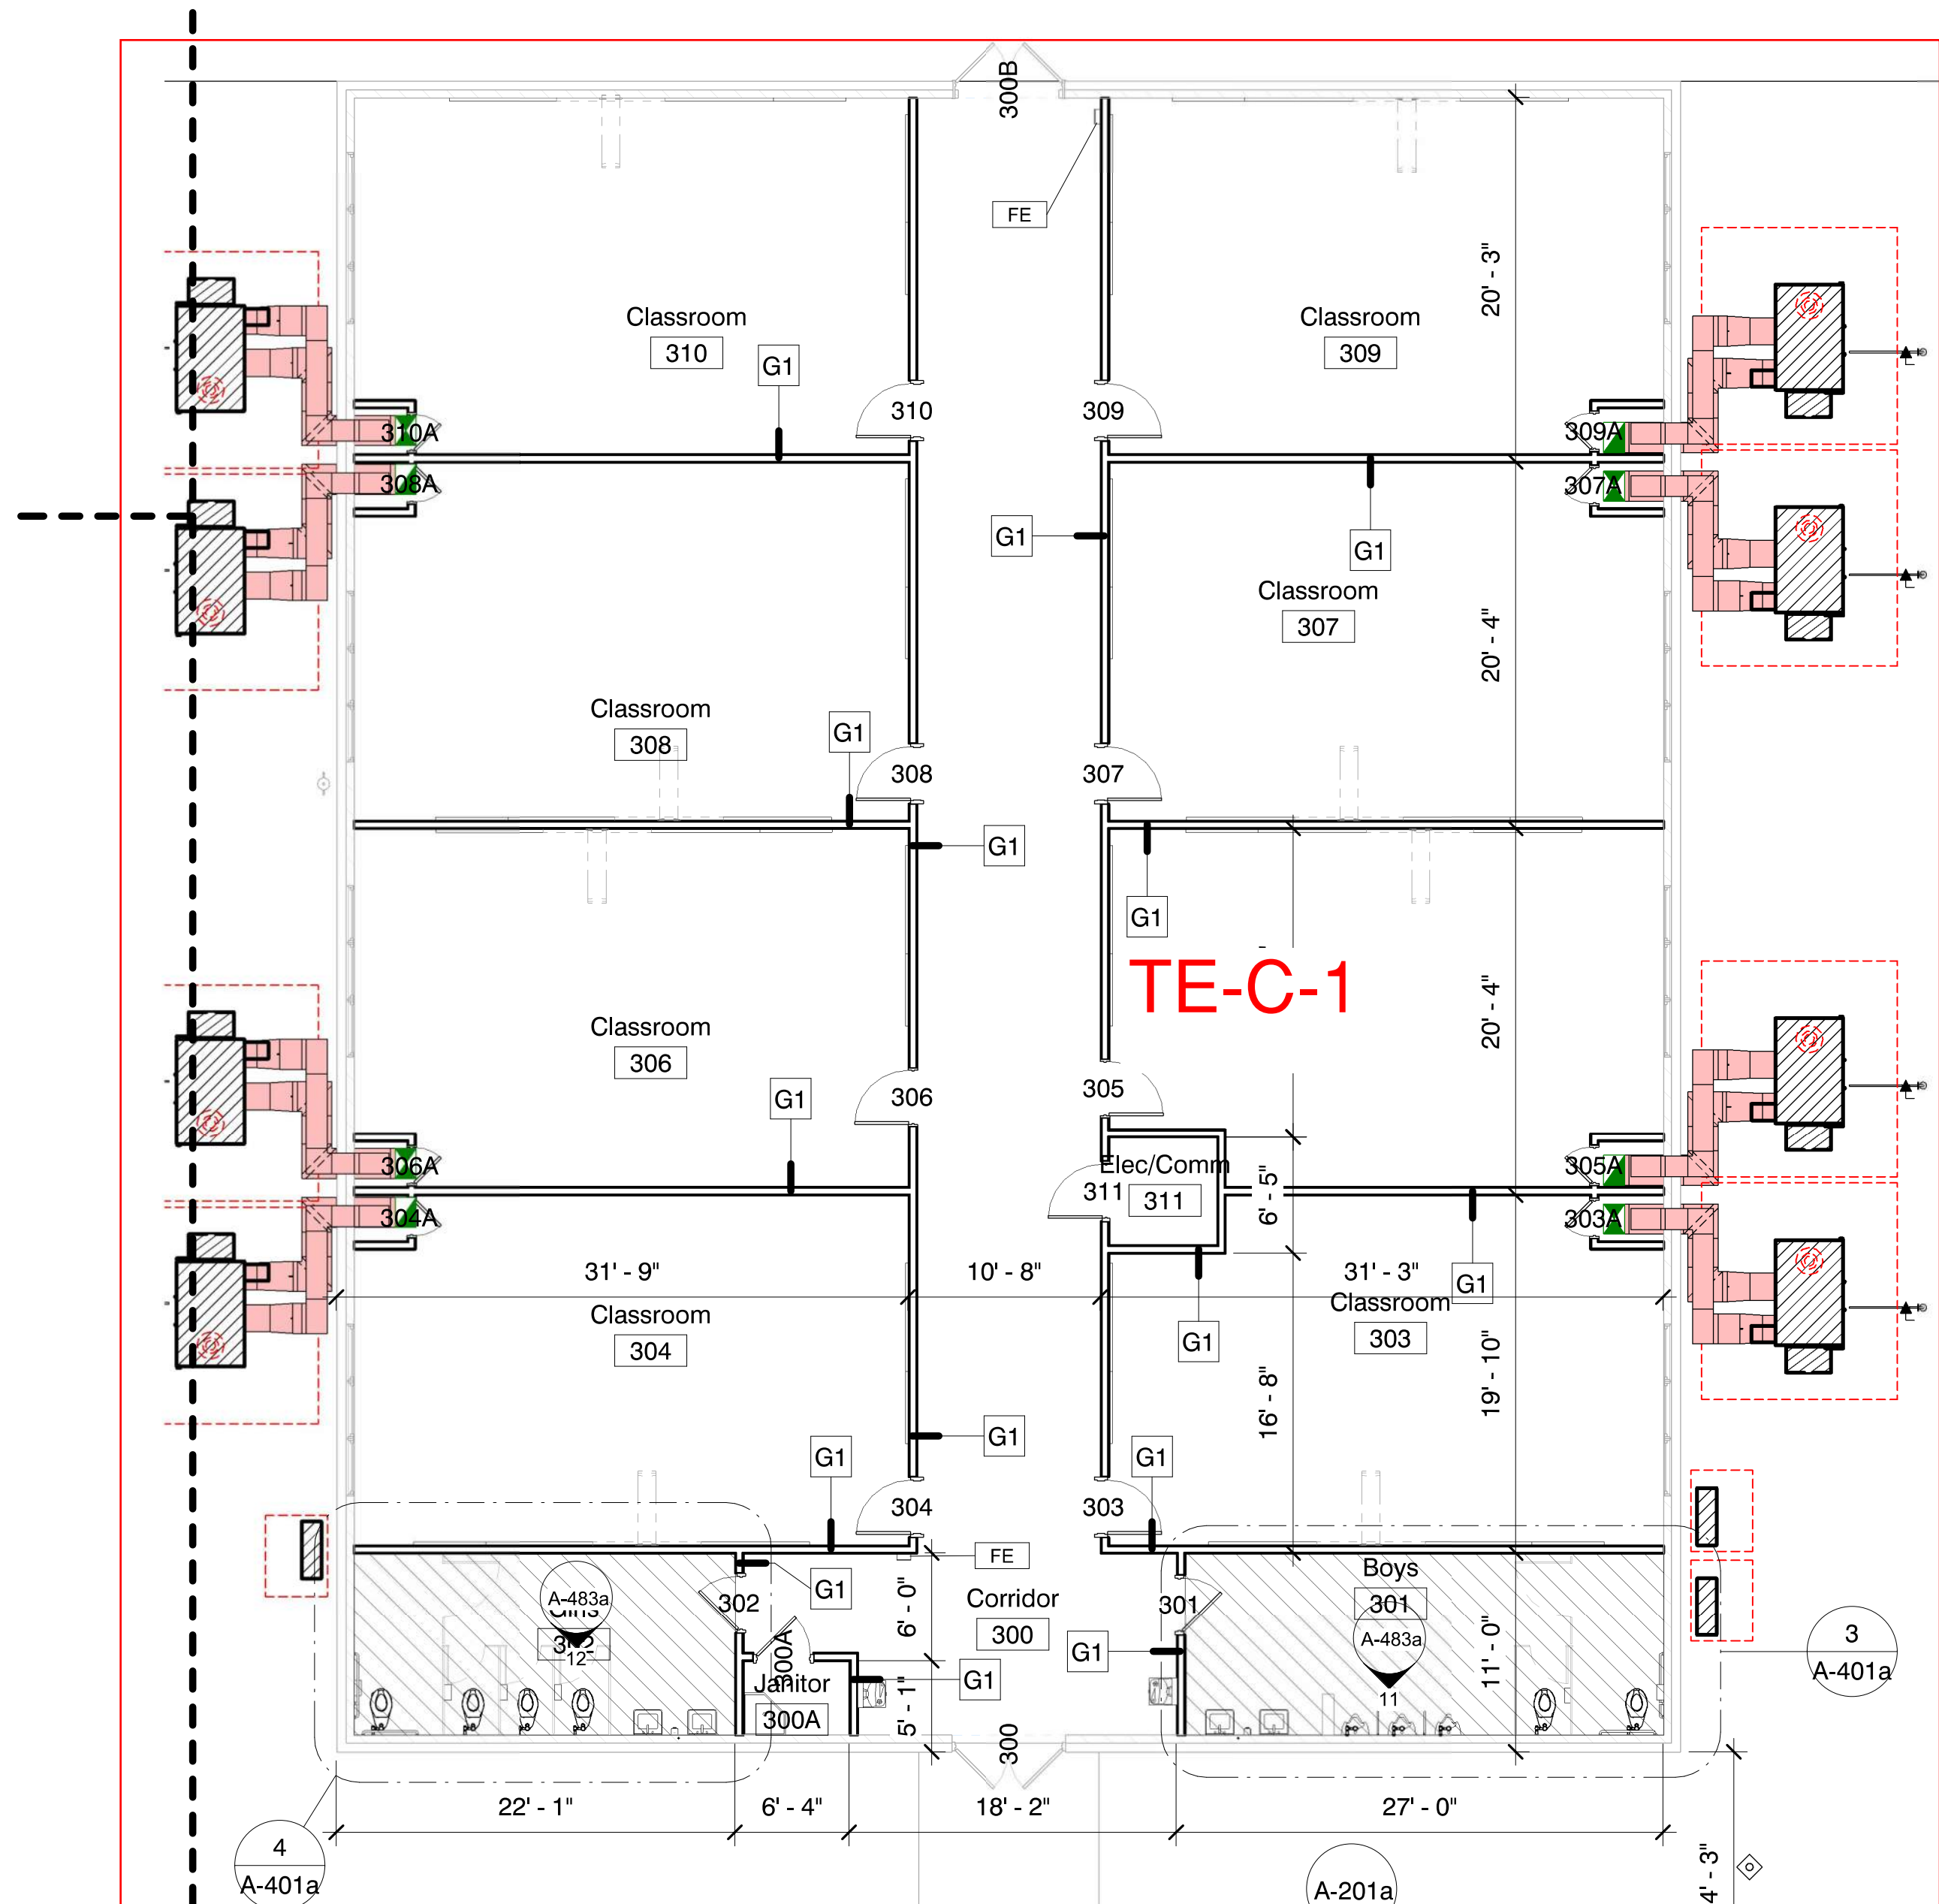 300B
FE
20' - 3"
Classroom
310
Classroom
309
G1
310
309
310A
309A
308A
307A
G1
G1
Classroom
307
20' - 4"
Classroom
308
G1
308
307
G1
G1
TE-C-1
20' - 4"
Classroom
306
G1
306
305
Elec/Comm
311
311
306A
305A
304A
303A
6' - 5"
31' - 9"
10' - 8"
31' - 3"
G1
Classroom
304
Classroom
303
G1
16' - 8"
19' - 10"
G1
G1
G1
304
303
FE
Boys
301
A-483a
11
A-483a
12
G1
302
301
6' - 0"
Corridor
300
G1
300A
Janitor
300A
G1
5' - 1"
11' - 0"
3
A-401a
300
22' - 1"
6' - 4"
18' - 2"
27' - 0"
4
A-401a
A-201a
4' - 3"